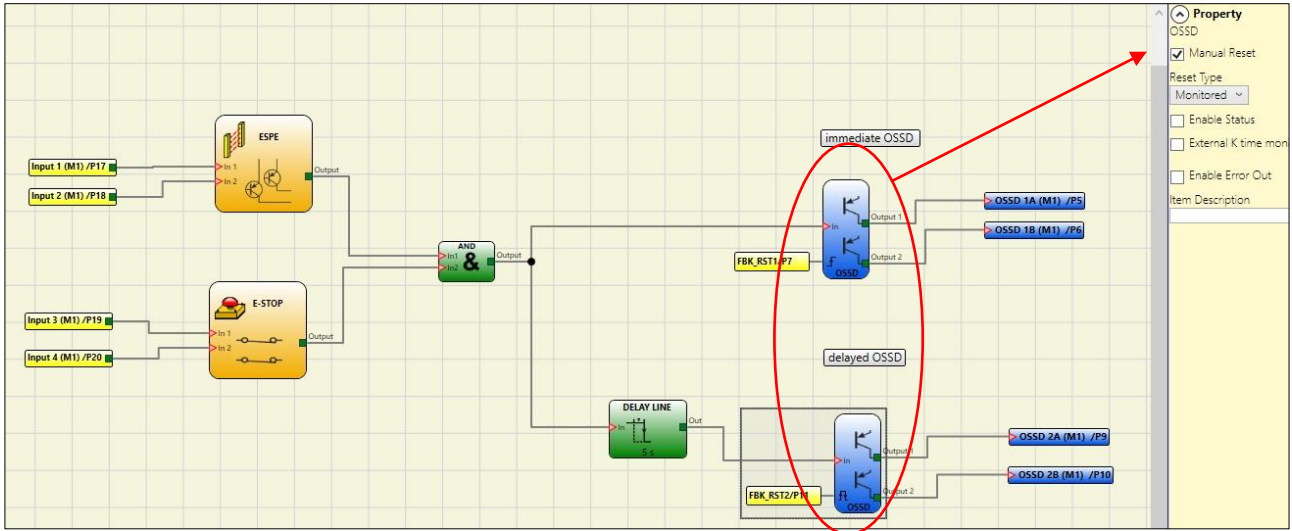 Property
OSSD
Manual Reset
Reset Type
Monitored
Enable Status
External K time moni
Enable Error Out
Item Description
ESPE
Input 1 (M1) /P17
In 1
Output
Input 2 (M1) /P18
In 2
immediate OSSD
OSSD 1A (M1) /P5
Output 1
In
OSSD 1B (M1) /P6
AND
In1
&
Output
In2
FBK_RST1/P7
Output 2
OSSD
E-STOP
Input 3 (M1) /P19
In 1
Output
In 2
Input 4 (M1) /P20
delayed OSSD
DELAY LINE
In
Out
5 s
OSSD 2A (M1) /P9
Output 1
In
OSSD 2B (M1) /P10
FBK_RST2/P11
Output 2
OSSD